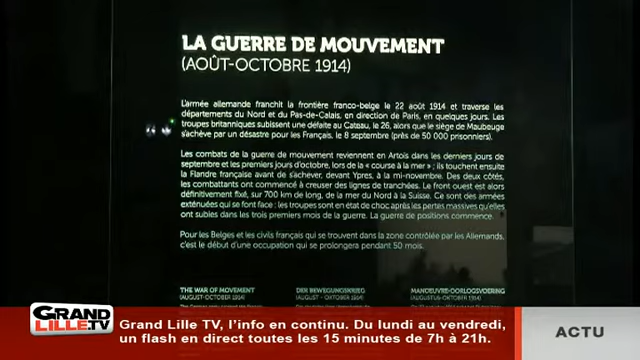 LA GUERRE DE MOUVEMENT
(AOÛT-OCTOBRE 1914)
L'armée allemande franchit la frontière franco-belge le 22 août 1914 et traverse les
départements du Nord et du Pas-de-Calais, en direction de Paris, en quelques jours. Les
troupes britanniques subissent une défaite au Cateau, le 26, alors que le siège de Maubeuge
s'achève par un désastre pour les Français, le 8 septembre (près de 50 000 prisonniers).
Les combats de la guerre de mouvement reviennent en Artois dans les derniers jours de
septembre et les premiers jours d'octobre, lors de la « course à la mer » ; ils touchent ensuite
la Flandre française avant de s'achever, devant Ypres, à la mi-novembre. Des deux côtés,
les combattants ont commencé à creuser des lignes de tranchées. Le front ouest est alors
définitivement fixé, sur 700 km de long, de la mer du Nord à la Suisse. Ce sont des armées
exténuées qui se font face : les troupes sont en état de choc après les pertes massives qu'elles
ont subies dans les trois premiers mois de la guerre. La guerre de positions commence.
Pour les Belges et les civils français qui se trouvent dans la zone contrôlée par les Allemands,
c'est le début d'une occupation qui se prolongera pendant 50 mois.
THE WAR OF MOVEMENT
(AUGUST-OCTOBER 1914)
DER BEWEGUNGSKRIEG
(AUGUST - OKTOBER 1914)
MANOEUVRE-OORLOGSVOERING
(AUGUSTUS-OKTOBER 1914)
GRAND
LILLE.TV
Grand Lille TV, l'info en continu. Du lundi au vendredi,
un flash en direct toutes les 15 minutes de 7h à 21h.
ACTU